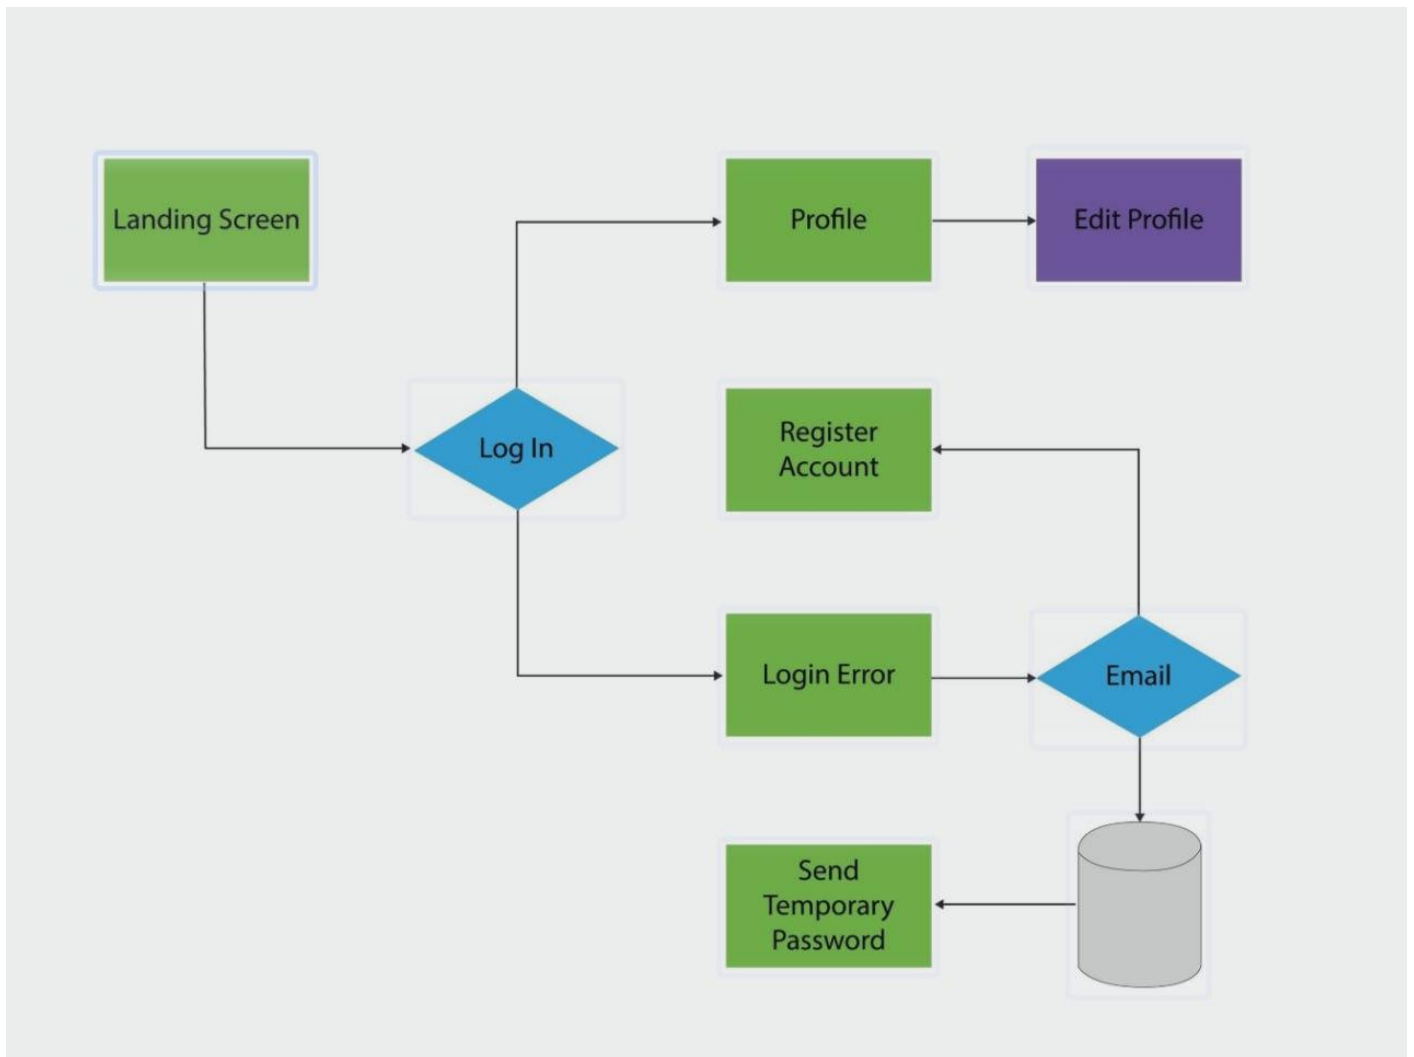 Landing Screen
Profile
Edit Profile
Log In
Register
Account
Login Error
Email
Send
Temporary
Password